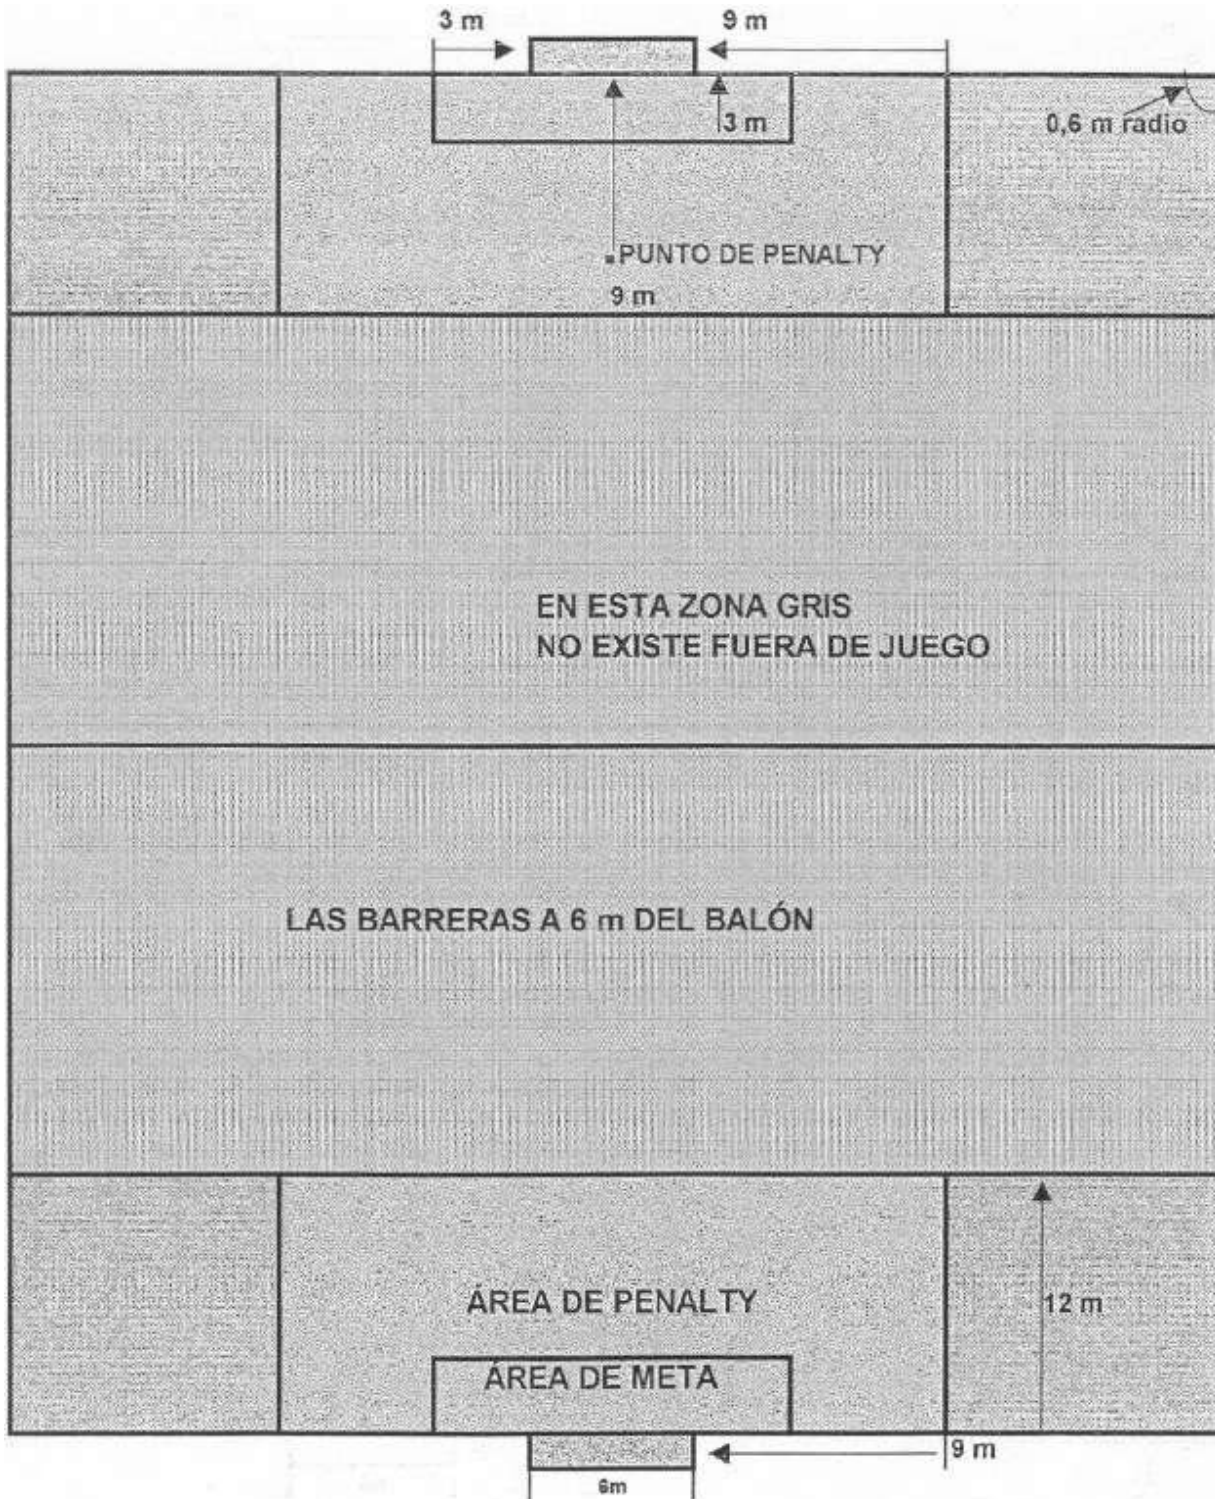 3 m
9 m
3 m
0,6 m radio
PUNTO DE PENALTY
9 m
EN ESTA ZONA GRIS
NO EXISTE FUERA DE JUEGO
LAS BARRERAS A 6 m DEL BALÓN
ÁREA DE PENALTY
12 m
ÁREA DE META
9 m
6m